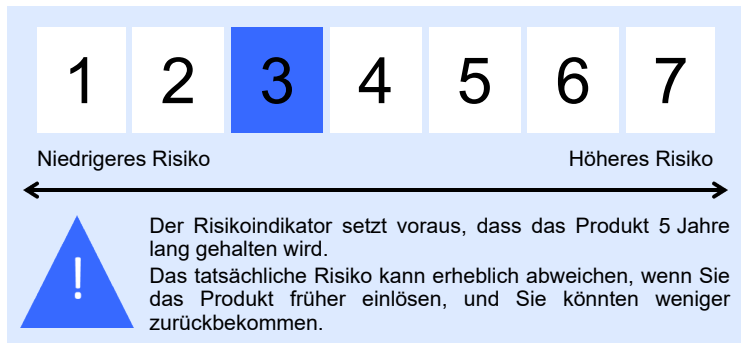 1 2 3 4 5 6 7
Niedrigeres Risiko Höheres Risiko
Der Risikoindikator setzt voraus, dass das Produkt 5 Jahre
lang gehalten wird.
Das tatsächliche Risiko kann erheblich abweichen, wenn Sie
das Produkt früher einlösen, und Sie könnten weniger
zurückbekommen.
!